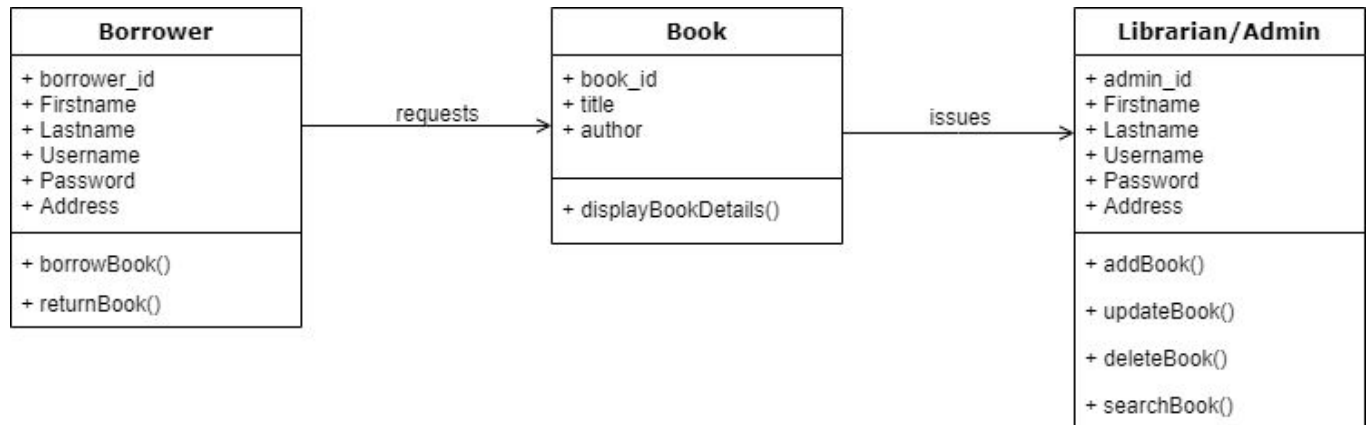 Borrower
+ borrower_id
+ Firstname
+ Lastname
+ Username
+ Password
+ Address
+ borrowBook()
+ returnBook()
requests
Book
+ book_id
+ title
+ author
+ displayBookDetails()
issues
Librarian/Admin
+ admin_id
+ Firstname
+ Lastname
+ Username
+ Password
+ Address
+ addBook()
+ updateBook()
+ deleteBook()
+ searchBook()